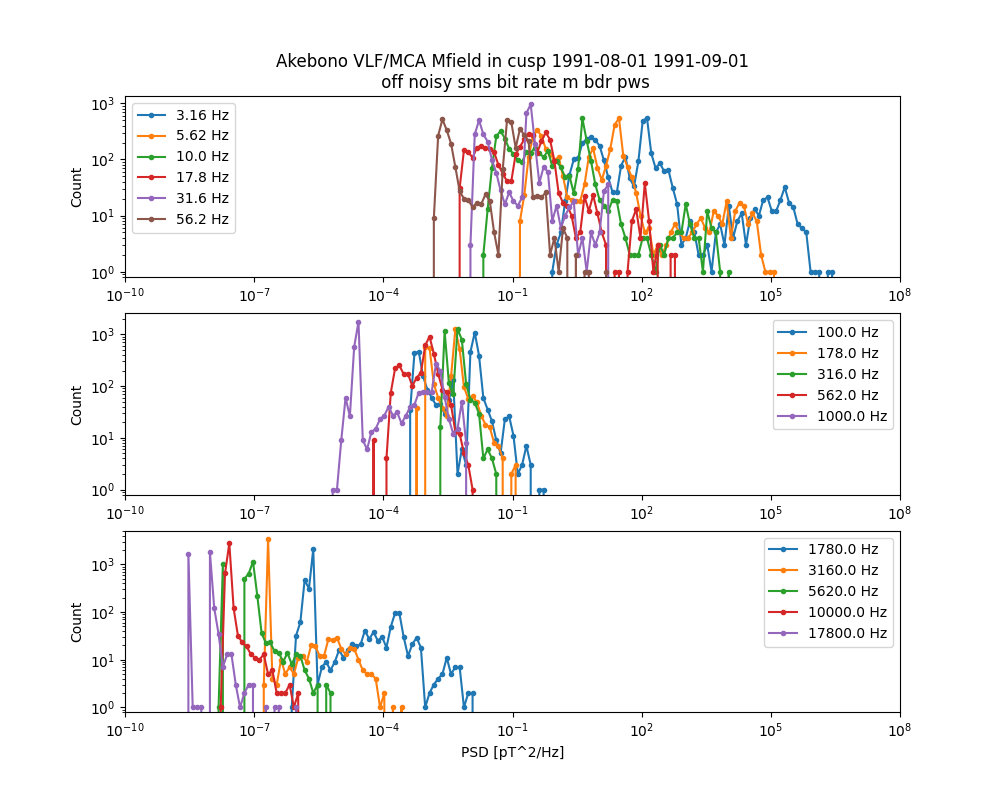 Akebono VLF/MCA Mfield in cusp 1991-08-01 1991-09-01
off noisy sms bit rate m bdr pws
10^3
10^2
10^1
10^0
Count
3.16 Hz
5.62 Hz
10.0 Hz
17.8 Hz
31.6 Hz
56.2 Hz
10^−10 10^−7 10^−4 10^−1 10^2 10^5 10^8
10^3
10^2
10^1
10^0
Count
100.0 Hz
178.0 Hz
316.0 Hz
562.0 Hz
1000.0 Hz
10^−10 10^−7 10^−4 10^−1 10^2 10^5 10^8
10^3
10^2
10^1
10^0
Count
1780.0 Hz
3160.0 Hz
5620.0 Hz
10000.0 Hz
17800.0 Hz
10^−10 10^−7 10^−4 10^−1 10^2 10^5 10^8
PSD [pT^2/Hz]